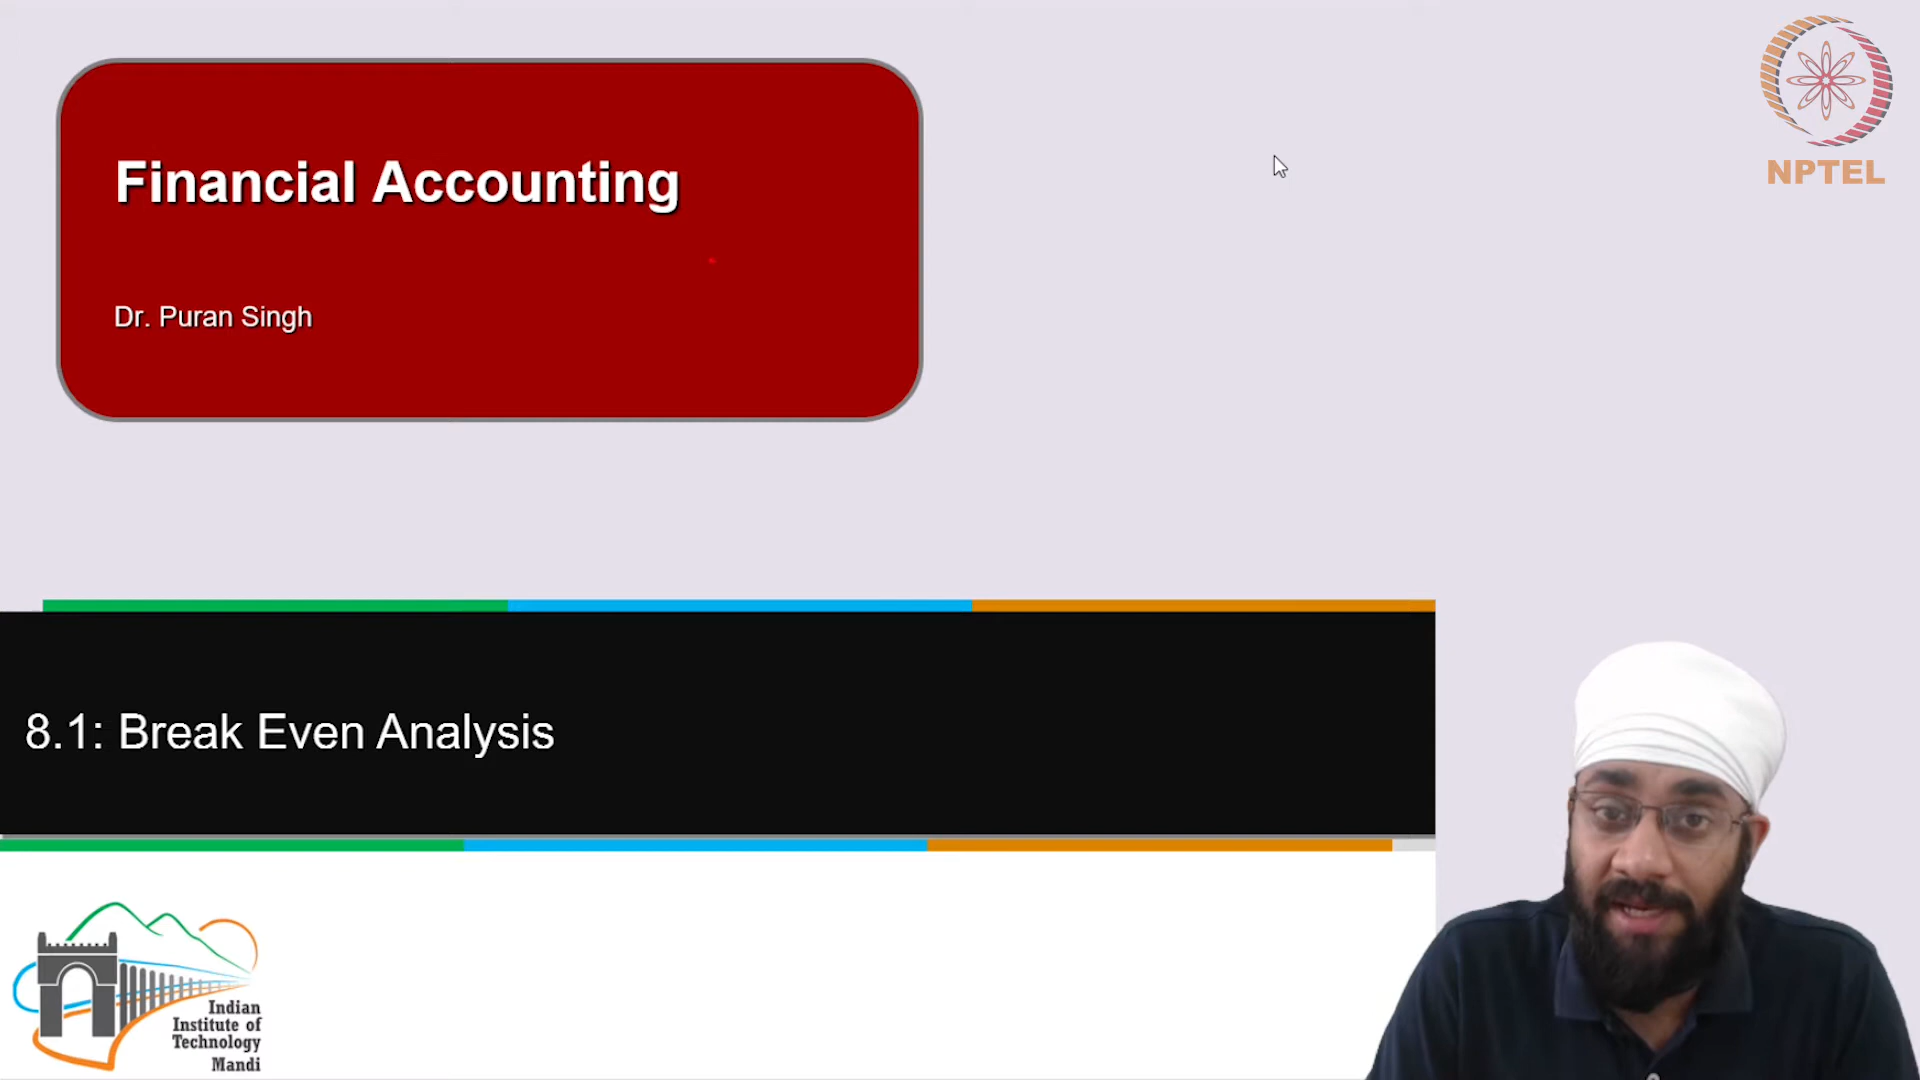 Financial Accounting
Dr. Puran Singh
NPTEL
8.1: Break Even Analysis
Indian
Institute of
Technology
Mandi